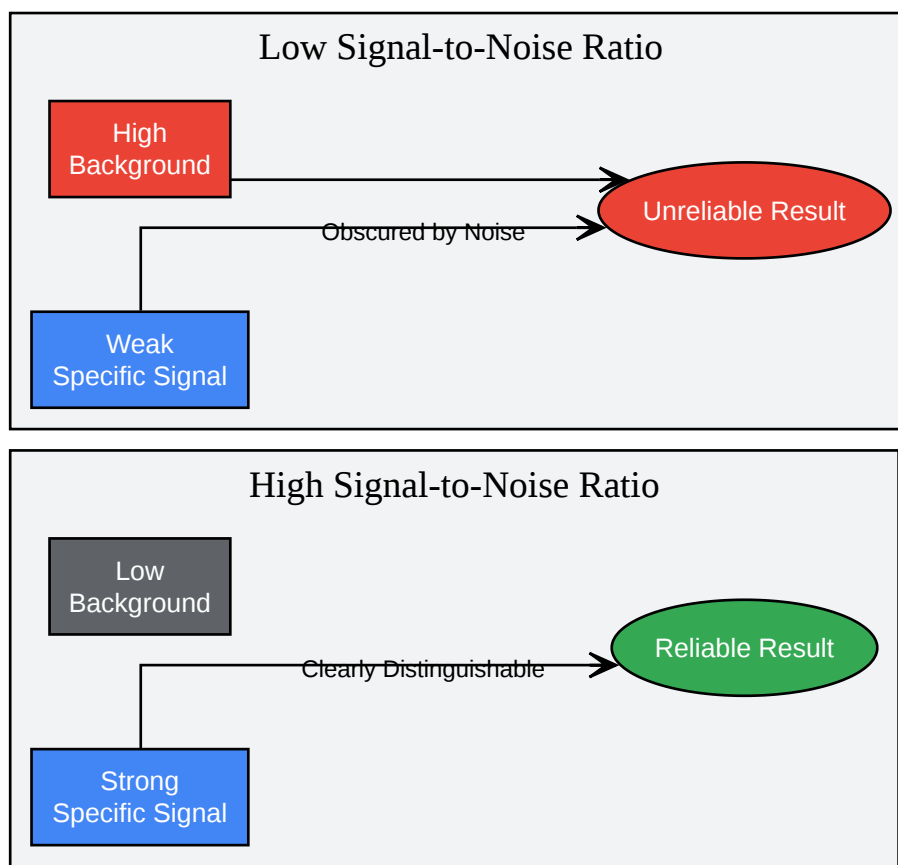 Low Signal-to-Noise Ratio
High
Background
Unreliable Result
Obscured by Noise
Weak
Specific Signal
High Signal-to-Noise Ratio
Low
Background
Reliable Result
Clearly Distinguishable
Strong
Specific Signal